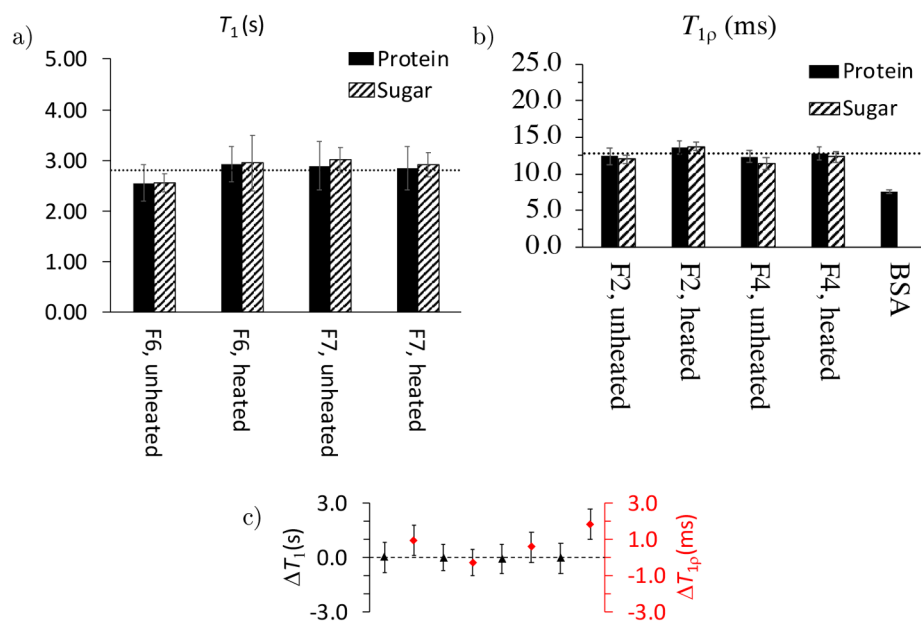 a)
T₁ (s)
5.00
4.00
3.00
2.00
1.00
0.00
Protein
Sugar
F6, unheated
F6, heated
F7, unheated
F7, heated
b)
T₁ρ (ms)
25.0
20.0
15.0
10.0
5.0
0.0
Protein
Sugar
F2, unheated
F2, heated
F4, unheated
F4, heated
BSA
c)
ΔT₁(s)
3.0
0.0
-3.0
3.0
1.0
-1.0
-3.0
ΔT₁ρ(ms)